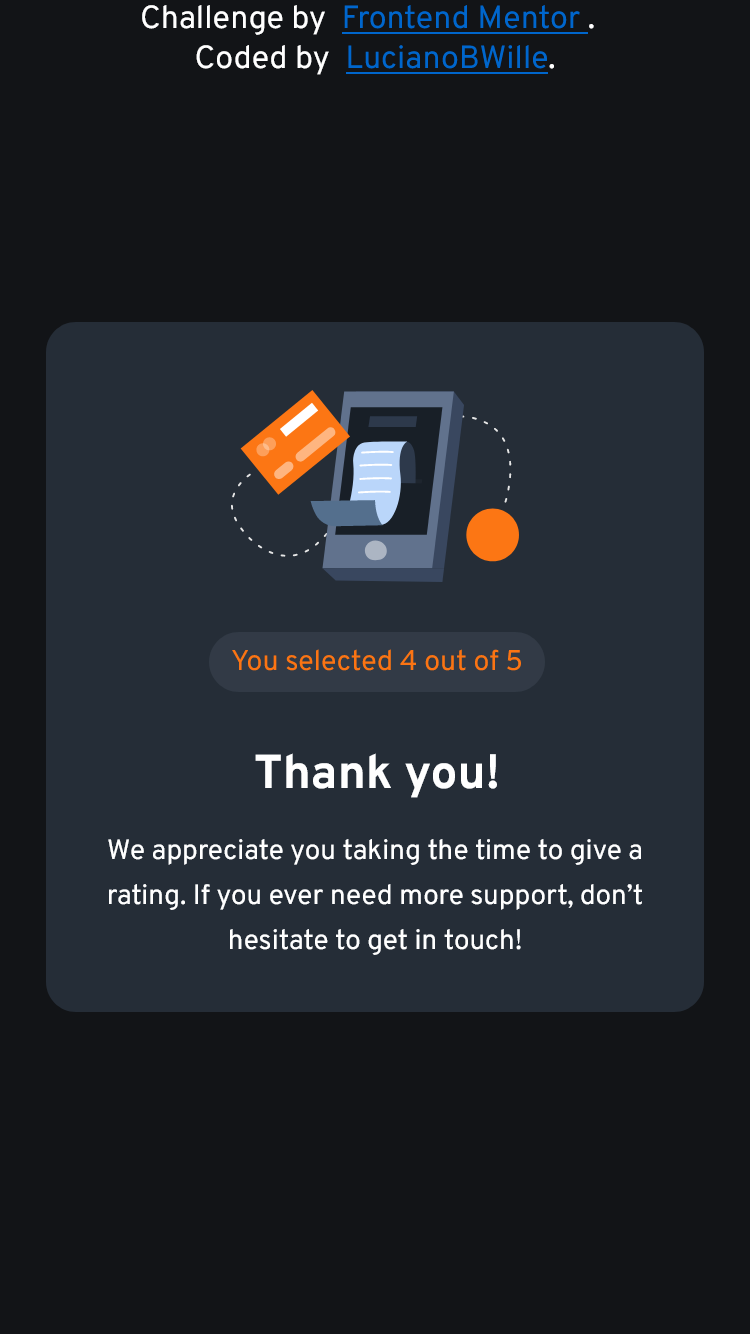 Challenge by Frontend Mentor .
Coded by LucianoBWille.
You selected 4 out of 5
Thank you!
We appreciate you taking the time to give a
rating. If you ever need more support, don’t
hesitate to get in touch!